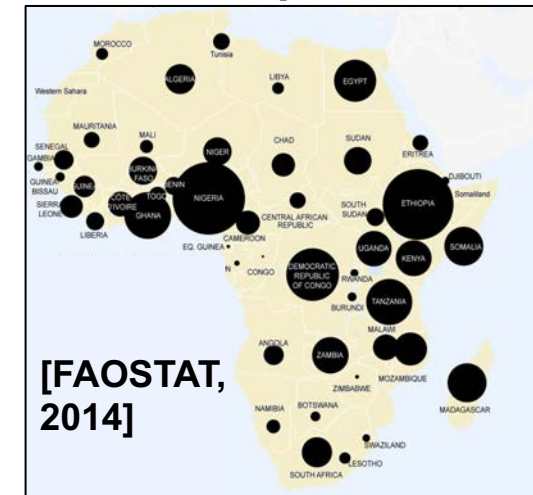 MOROCCO
Tunisia
ALGERIA
LIBYA
EGYPT
Western Sahara
MAURITANIA
MALI
NIGER
CHAD
SUDAN
ERITREA
SENEGAL
GAMBIA
GUINEA
BISSAU
GUINEA
BURKINA
FASO
BENIN
NIGERIA
DJIBOUTI
Somaliland
SIERRA
LEONE
CÔTE
D'IVOIRE
TOGO
GHANA
LIBERIA
CENTRAL AFRICAN
REPUBLIC
SOUTH
SUDAN
ETHIOPIA
CAMEROON
EQ. GUINEA
UGANDA
SOMALIA
KENYA
N
CONGO
DEMOCRATIC
REPUBLIC
OF CONGO
RWANDA
BURUNDI
TANZANIA
ANGOLA
ZAMBIA
MALAWI
MOZAMBIQUE
ZIMBABWE
MADAGASCAR
[FAOSTAT,
2014]
NAMIBIA
BOTSWANA
SWAZILAND
LESOTHO
SOUTH AFRICA